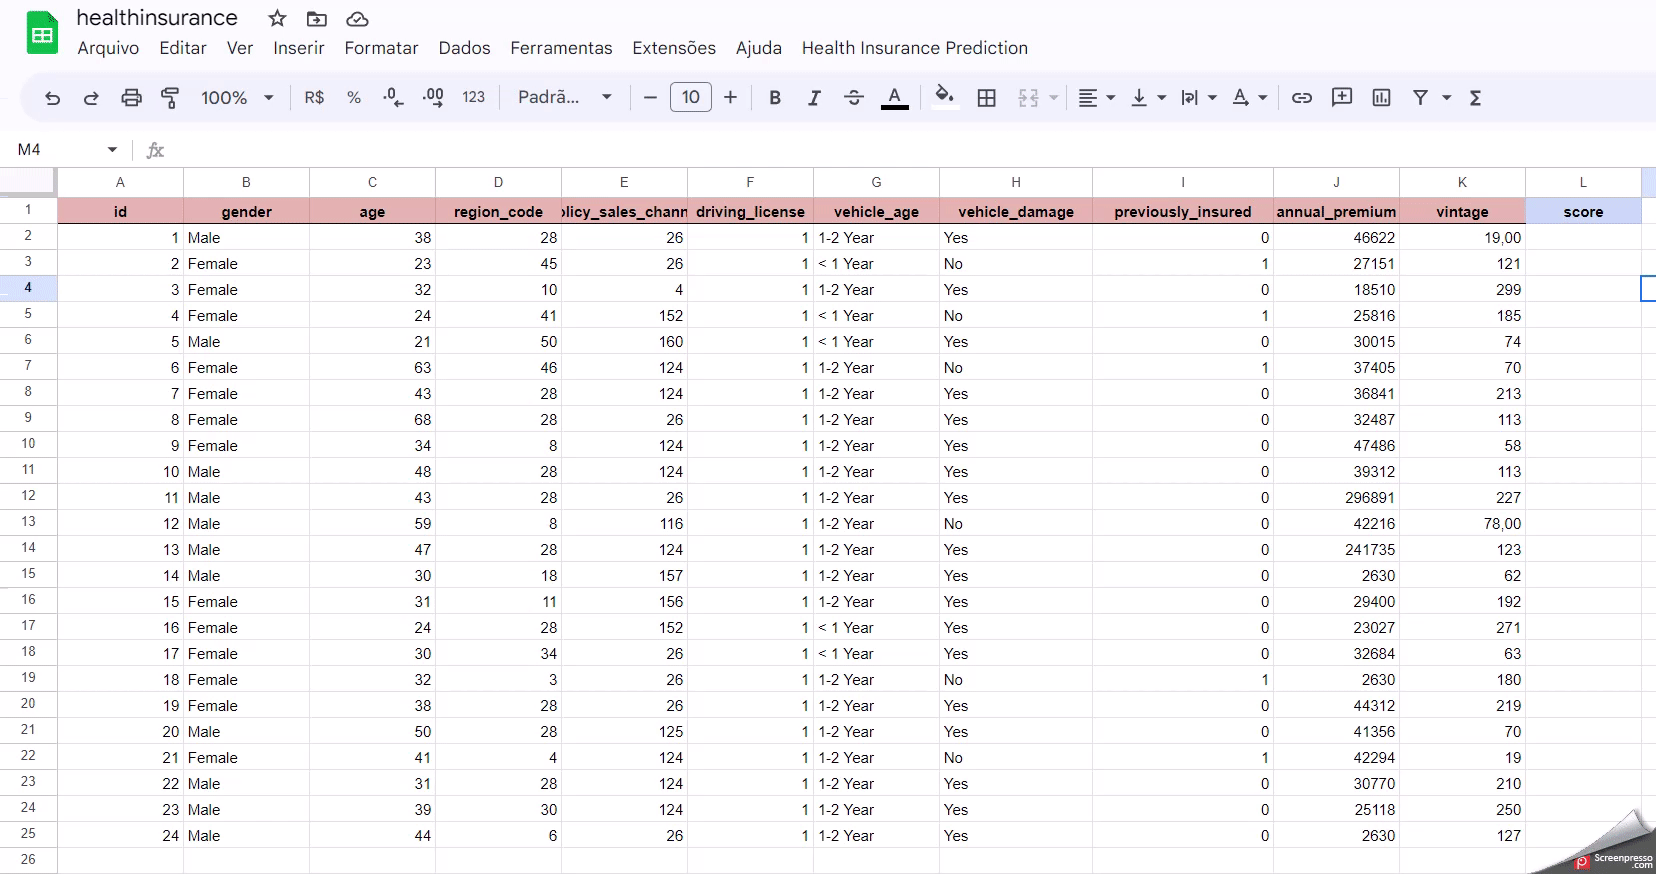 healthinsurance
Arquivo Editar Ver Inserir Formatar Dados Ferramentas Extensões Ajuda Health Insurance Prediction
100% R$ % .0 .00 123 Padrã... 10 B I S A A Σ
M4 fx
A B C D E F G H I J K L
1 id gender age region_code olicy_sales_chann driving_license vehicle_age vehicle_damage previously_insured annual_premium vintage score
2 1 Male 38 28 26 1 1-2 Year Yes 0 46622 19,00
3 2 Female 23 45 26 1 < 1 Year No 1 27151 121
4 3 Female 32 10 4 1 1-2 Year Yes 0 18510 299
5 4 Female 24 41 152 1 < 1 Year No 1 25816 185
6 5 Male 21 50 160 1 < 1 Year Yes 0 30015 74
7 6 Female 63 46 124 1 1-2 Year No 1 37405 70
8 7 Female 43 28 124 1 1-2 Year Yes 0 36841 213
9 8 Female 68 28 26 1 1-2 Year Yes 0 32487 113
10 9 Female 34 8 124 1 1-2 Year Yes 0 47486 58
11 10 Male 48 28 124 1 1-2 Year Yes 0 39312 113
12 11 Male 43 28 26 1 1-2 Year Yes 0 296891 227
13 12 Male 59 8 116 1 1-2 Year No 0 42216 78,00
14 13 Male 47 28 124 1 1-2 Year Yes 0 241735 123
15 14 Male 30 18 157 1 1-2 Year Yes 0 2630 62
16 15 Female 31 11 156 1 1-2 Year Yes 0 29400 192
17 16 Female 24 28 152 1 < 1 Year Yes 0 23027 271
18 17 Female 30 34 26 1 < 1 Year Yes 0 32684 63
19 18 Female 32 3 26 1 1-2 Year No 1 2630 180
20 19 Female 38 28 26 1 1-2 Year Yes 0 44312 219
21 20 Male 50 28 125 1 1-2 Year Yes 0 41356 70
22 21 Female 41 4 124 1 1-2 Year No 1 42294 19
23 22 Male 31 28 124 1 1-2 Year Yes 0 30770 210
24 23 Male 39 30 124 1 1-2 Year Yes 0 25118 250
25 24 Male 44 6 26 1 1-2 Year Yes 0 2630 127
26
Screenpresso
.com